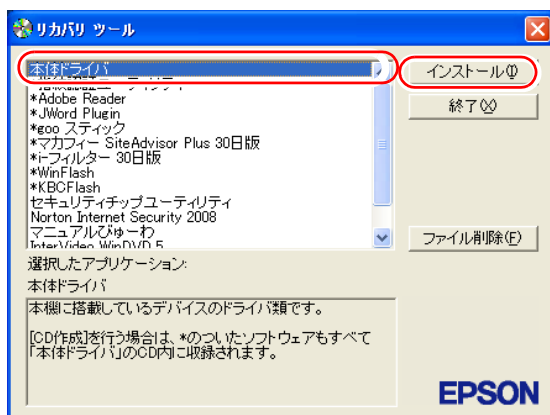 リカバリ ツール
本体ドライバ
インストール(I)
*Adobe Reader
*JWord Plugin
終了(X)
*goo スティック
*マカフィー SiteAdvisor Plus 30日版
*i-フィルター 30日版
*WinFlash
*KBCFlash
セキュリティチップユーティリティ
Norton Internet Security 2008
マニュアルびゅーわ
ファイル削除(F)
InterVideo WinDVD 5
選択したアプリケーション:
本体ドライバ
本機に搭載しているデバイスのドライバ類です。
[CD作成]を行う場合は、*のついたソフトウェアもすべて
「本体ドライバ」のCD内に収録されます。
EPSON